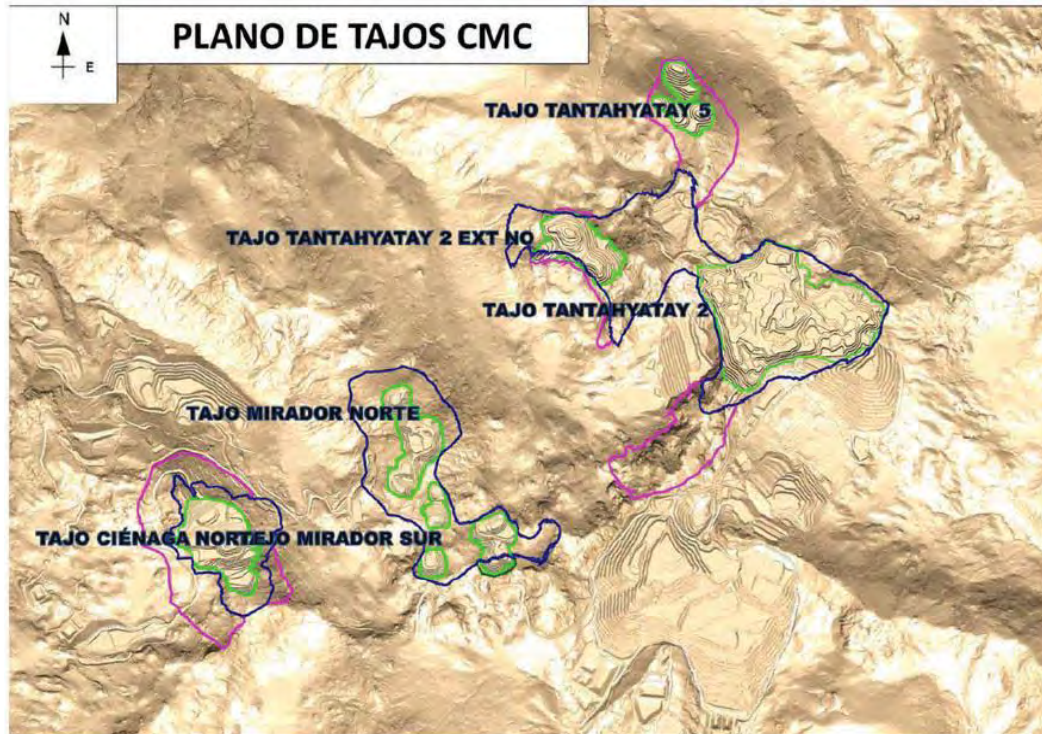 N
E
PLANO DE TAJOS CMC
TAJO TANTAHYATAY 5
TAJO TANTAHYATAY 2 EXT NO
TAJO TANTAHYATAY 2
TAJO MIRADOR NORTE
TAJO CIÉNAGA NORTEJO MIRADOR SUR